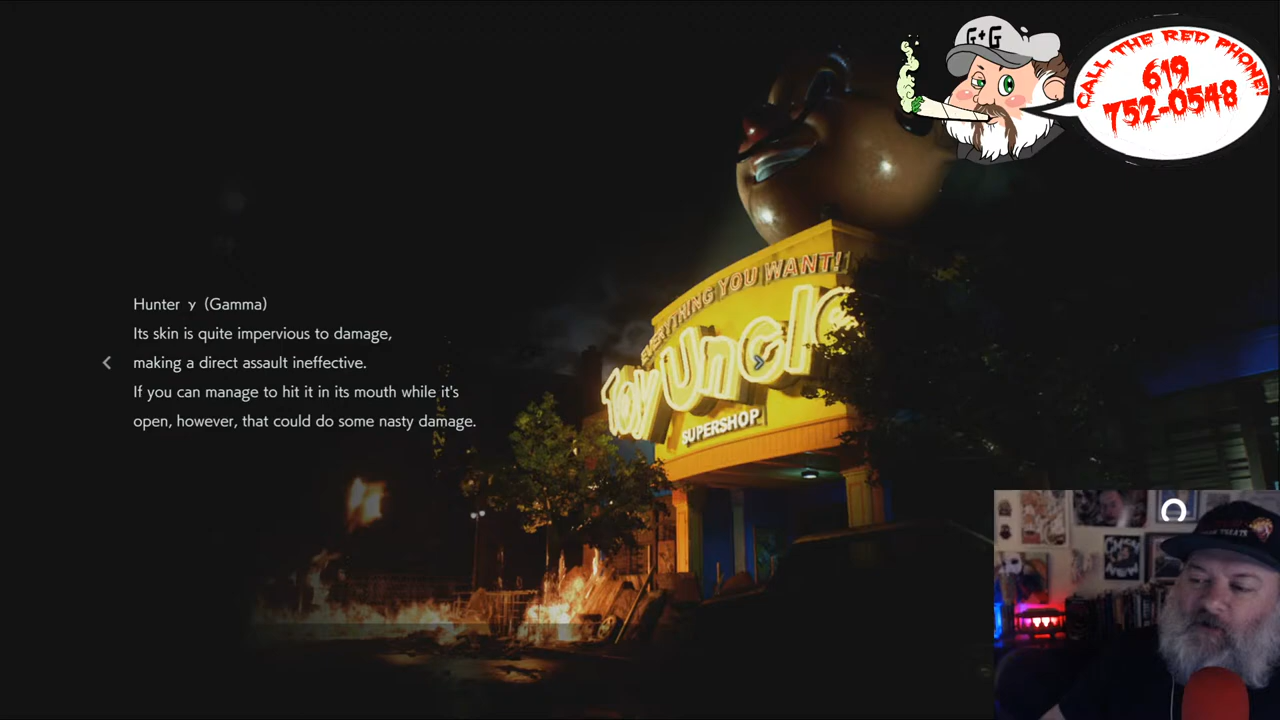 G+G
CALL THE RED PHONE!
619
752-0548
EVERYTHING YOU WANT!
Toy Uncle
SUPERSHOP
Hunter γ (Gamma)
Its skin is quite impervious to damage,
making a direct assault ineffective.
If you can manage to hit it in its mouth while it's
open, however, that could do some nasty damage.